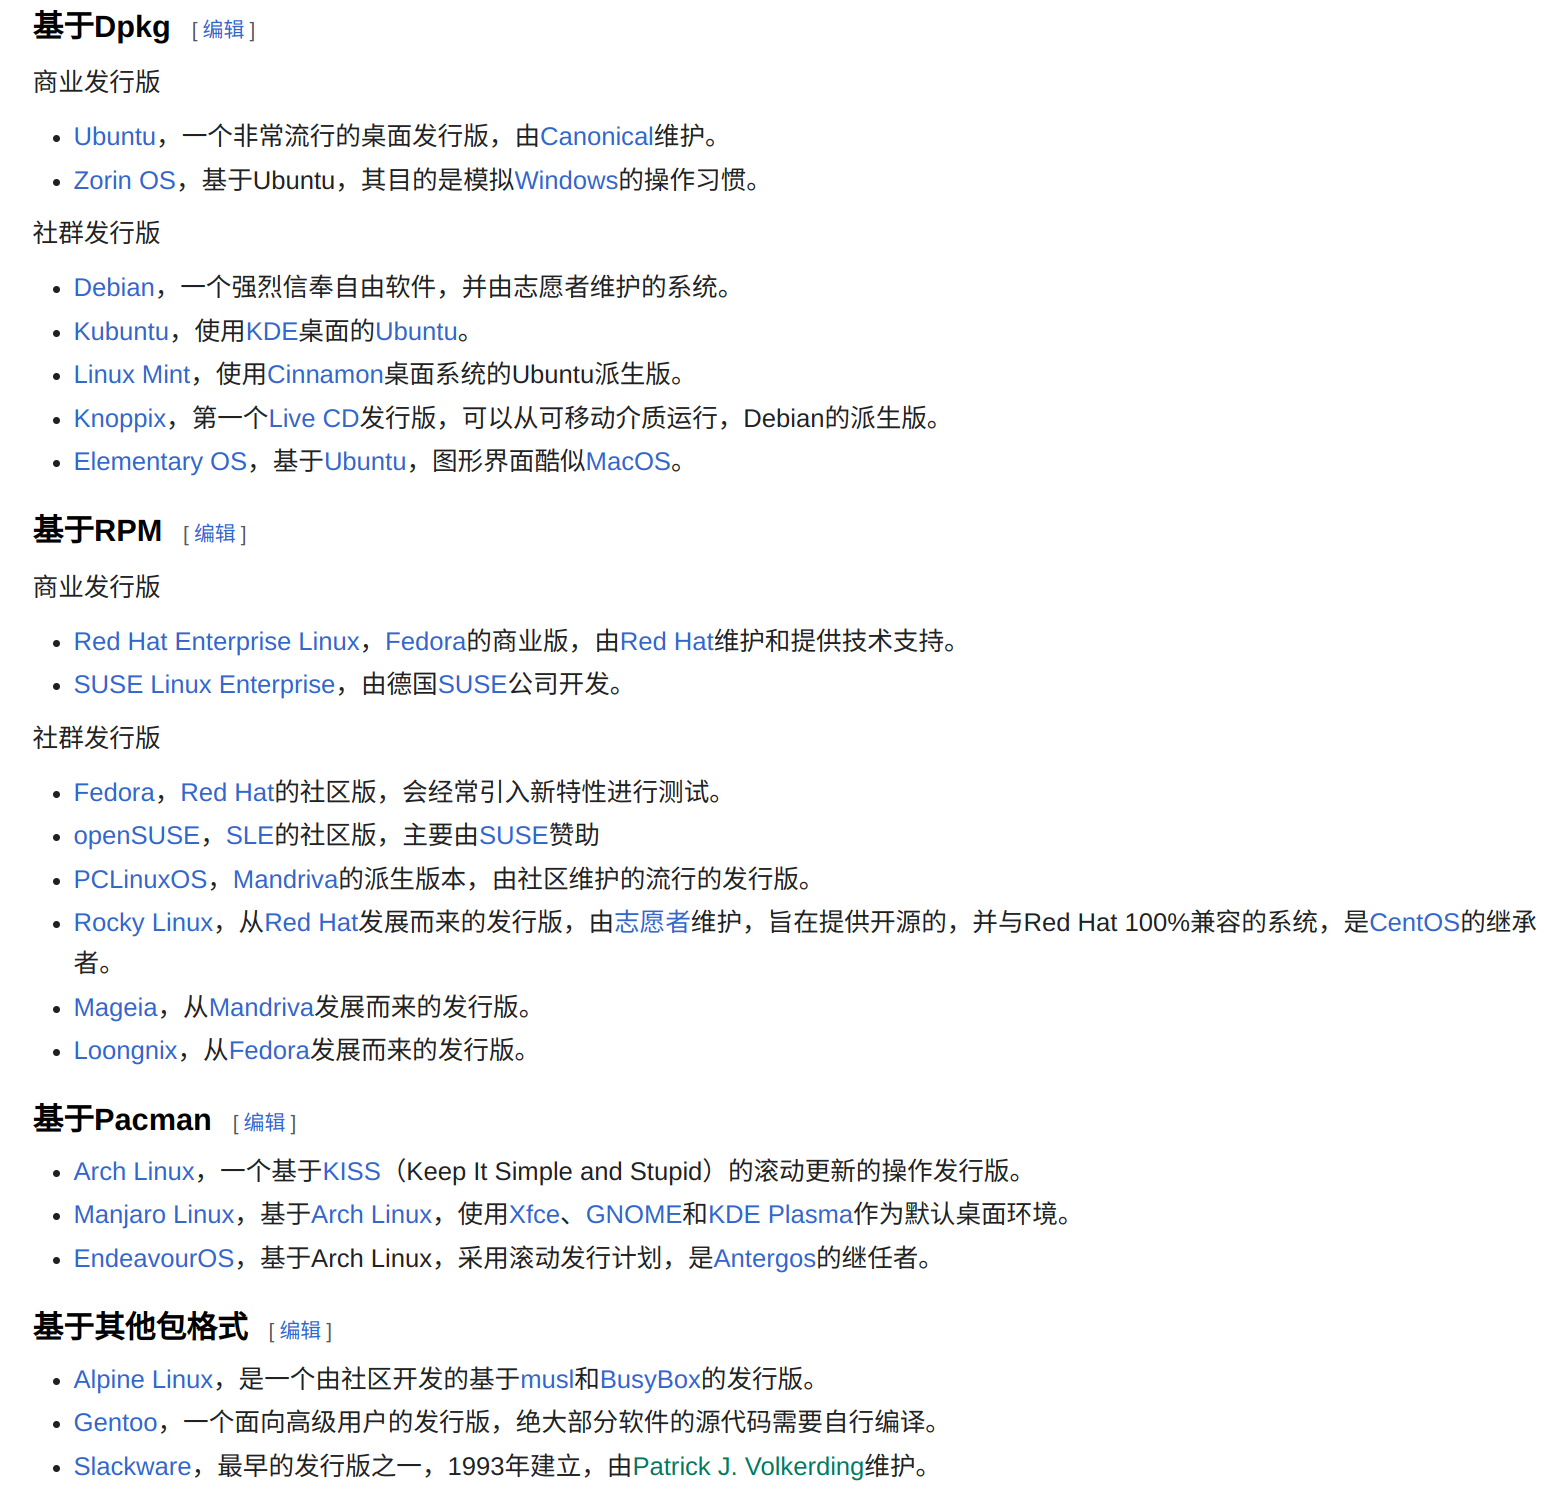 基于Dpkg [ 编辑 ]
商业发行版
Ubuntu，一个非常流行的桌面发行版，由Canonical维护。
Zorin OS，基于Ubuntu，其目的是模拟Windows的操作习惯。
社群发行版
Debian，一个强烈信奉自由软件，并由志愿者维护的系统。
Kubuntu，使用KDE桌面的Ubuntu。
Linux Mint，使用Cinnamon桌面系统的Ubuntu派生版。
Knoppix，第一个Live CD发行版，可以从可移动介质运行，Debian的派生版。
Elementary OS，基于Ubuntu，图形界面酷似MacOS。
基于RPM [ 编辑 ]
商业发行版
Red Hat Enterprise Linux，Fedora的商业版，由Red Hat维护和提供技术支持。
SUSE Linux Enterprise，由德国SUSE公司开发。
社群发行版
Fedora，Red Hat的社区版，会经常引入新特性进行测试。
openSUSE，SLE的社区版，主要由SUSE赞助
PCLinuxOS，Mandriva的派生版本，由社区维护的流行的发行版。
Rocky Linux，从Red Hat发展而来的发行版，由志愿者维护，旨在提供开源的，并与Red Hat 100%兼容的系统，是CentOS的继承
者。
Mageia，从Mandriva发展而来的发行版。
Loongnix，从Fedora发展而来的发行版。
基于Pacman [ 编辑 ]
Arch Linux，一个基于KISS（Keep It Simple and Stupid）的滚动更新的操作发行版。
Manjaro Linux，基于Arch Linux，使用Xfce、GNOME和KDE Plasma作为默认桌面环境。
EndeavourOS，基于Arch Linux，采用滚动发行计划，是Antergos的继任者。
基于其他包格式 [ 编辑 ]
Alpine Linux，是一个由社区开发的基于musl和BusyBox的发行版。
Gentoo，一个面向高级用户的发行版，绝大部分软件的源代码需要自行编译。
Slackware，最早的发行版之一，1993年建立，由Patrick J. Volkerding维护。